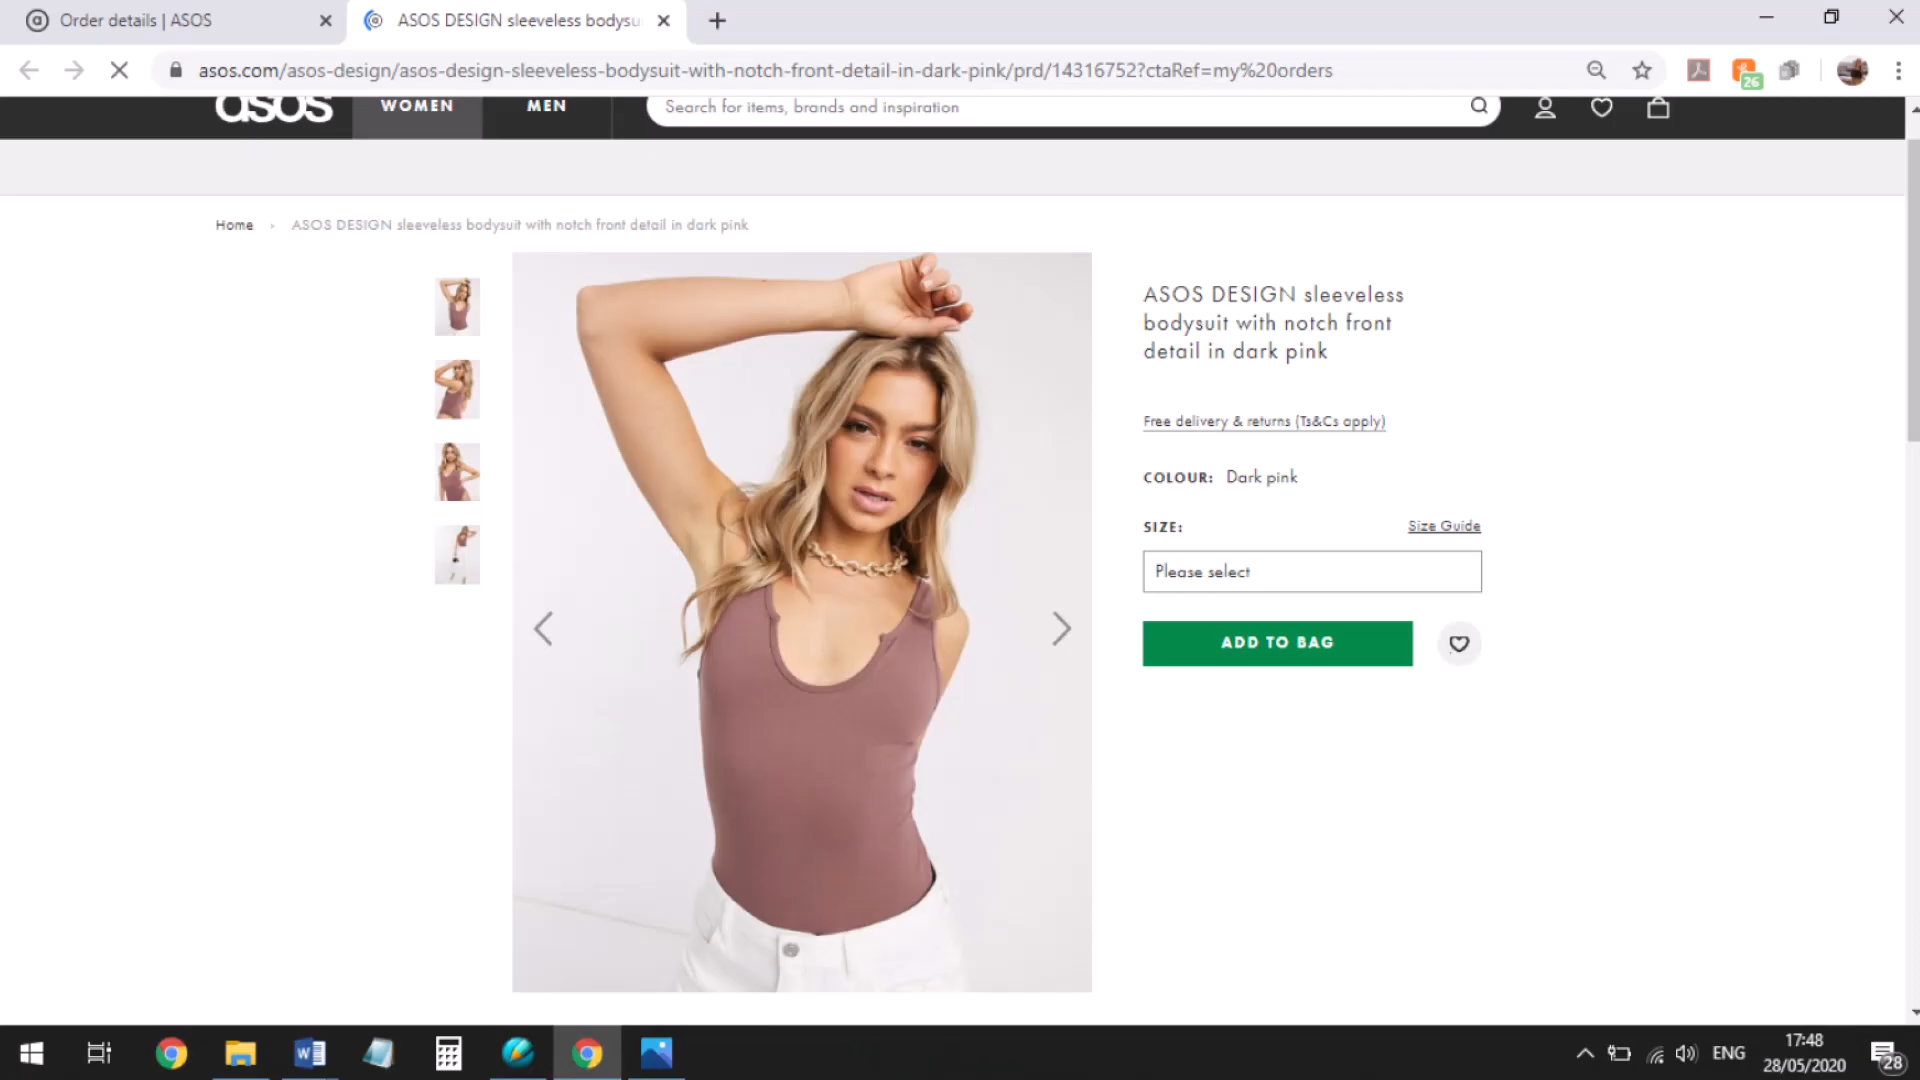 Order details | ASOS
ASOS DESIGN sleeveless bodysu
asos.com/asos-design/asos-design-sleeveless-bodysuit-with-notch-front-detail-in-dark-pink/prd/14316752?ctaRef=my%20orders
26
asos
WOMEN
MEN
Search for items, brands and inspiration
Home > ASOS DESIGN sleeveless bodysuit with notch front detail in dark pink
ASOS DESIGN sleeveless
bodysuit with notch front
detail in dark pink
Free delivery & returns (Ts&Cs apply)
COLOUR: Dark pink
SIZE:
Size Guide
Please select
ADD TO BAG
ENG
17:48
28/05/2020
28